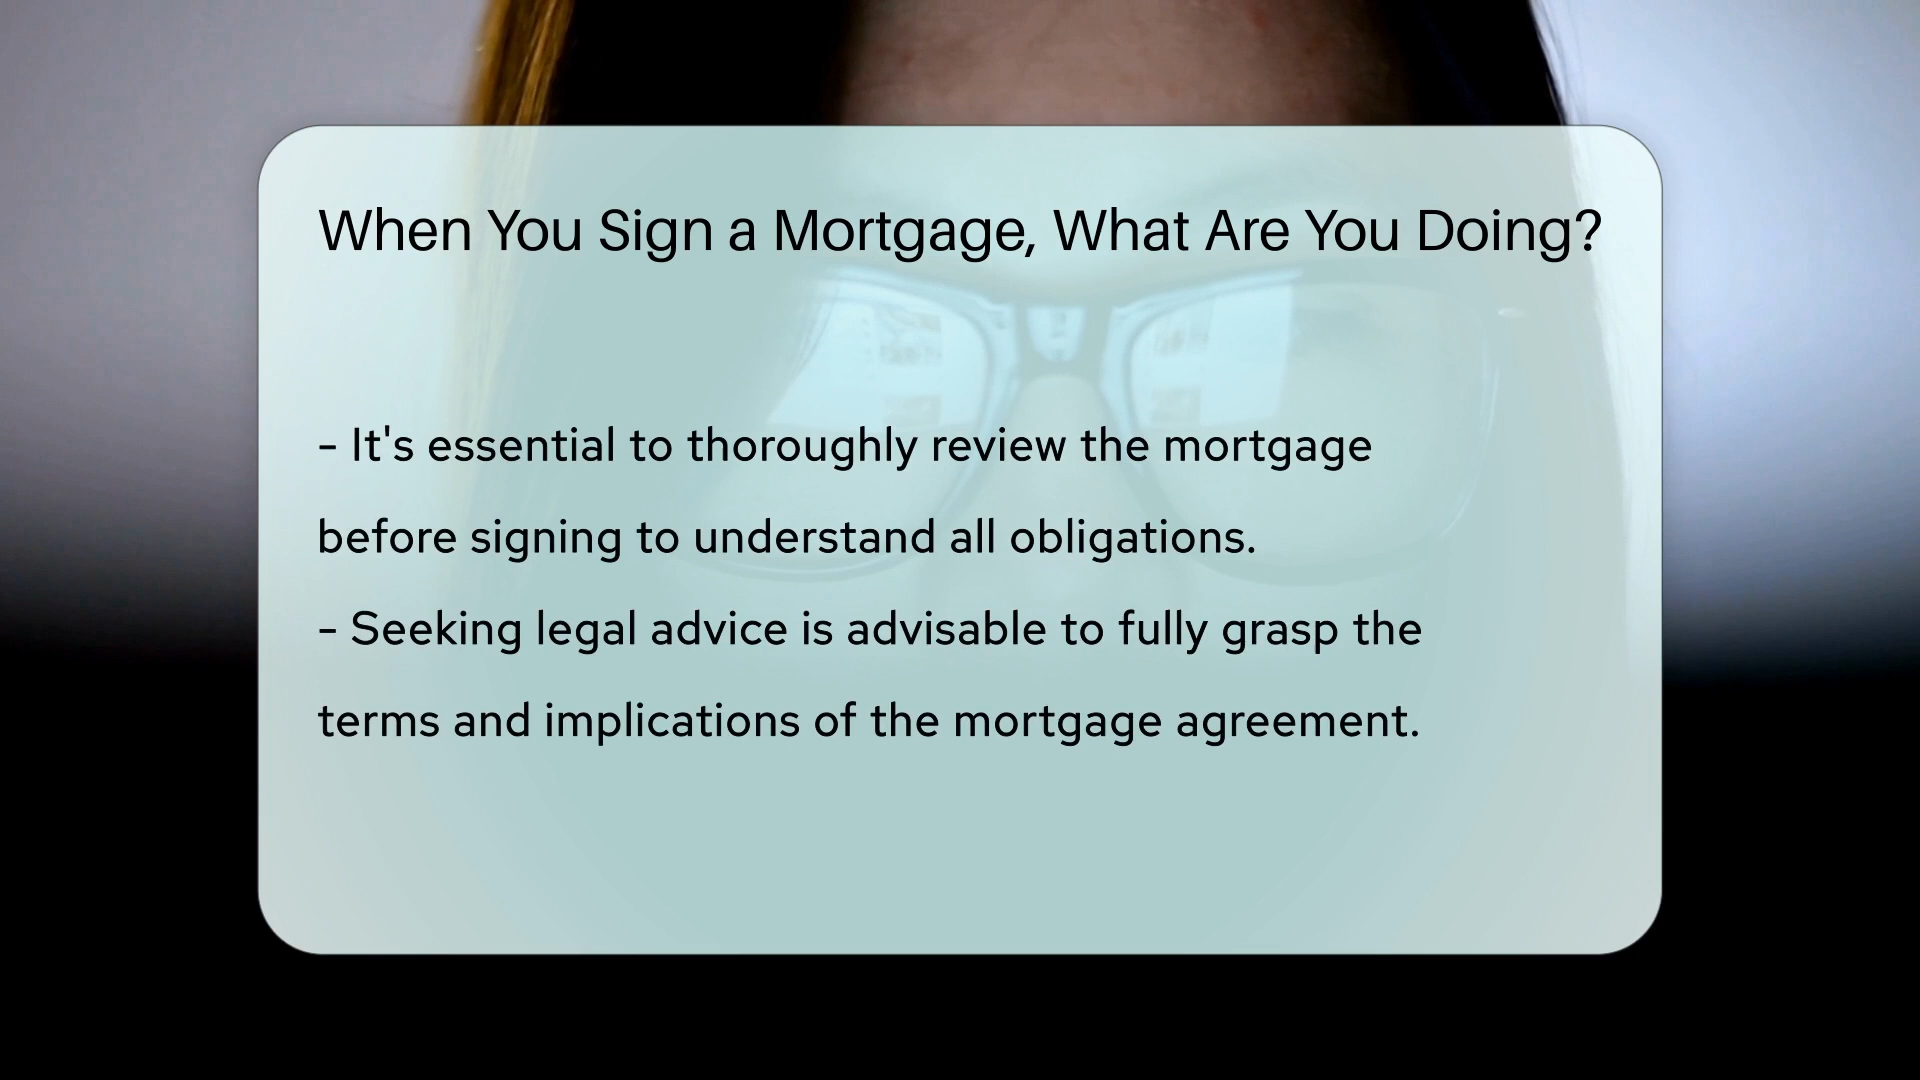 When You Sign a Mortgage, What Are You Doing?
- It's essential to thoroughly review the mortgage
before signing to understand all obligations.
- Seeking legal advice is advisable to fully grasp the
terms and implications of the mortgage agreement.